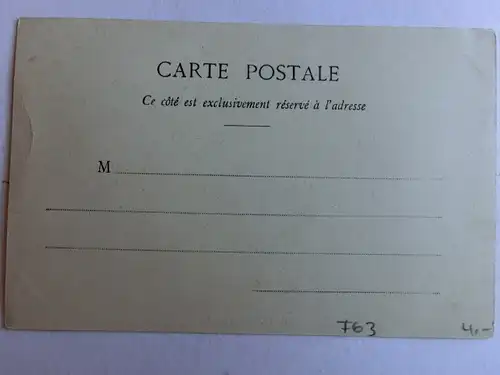 CARTE POSTALE
Ce côté est exclusivement réservé à l'adresse
M
763
4.-